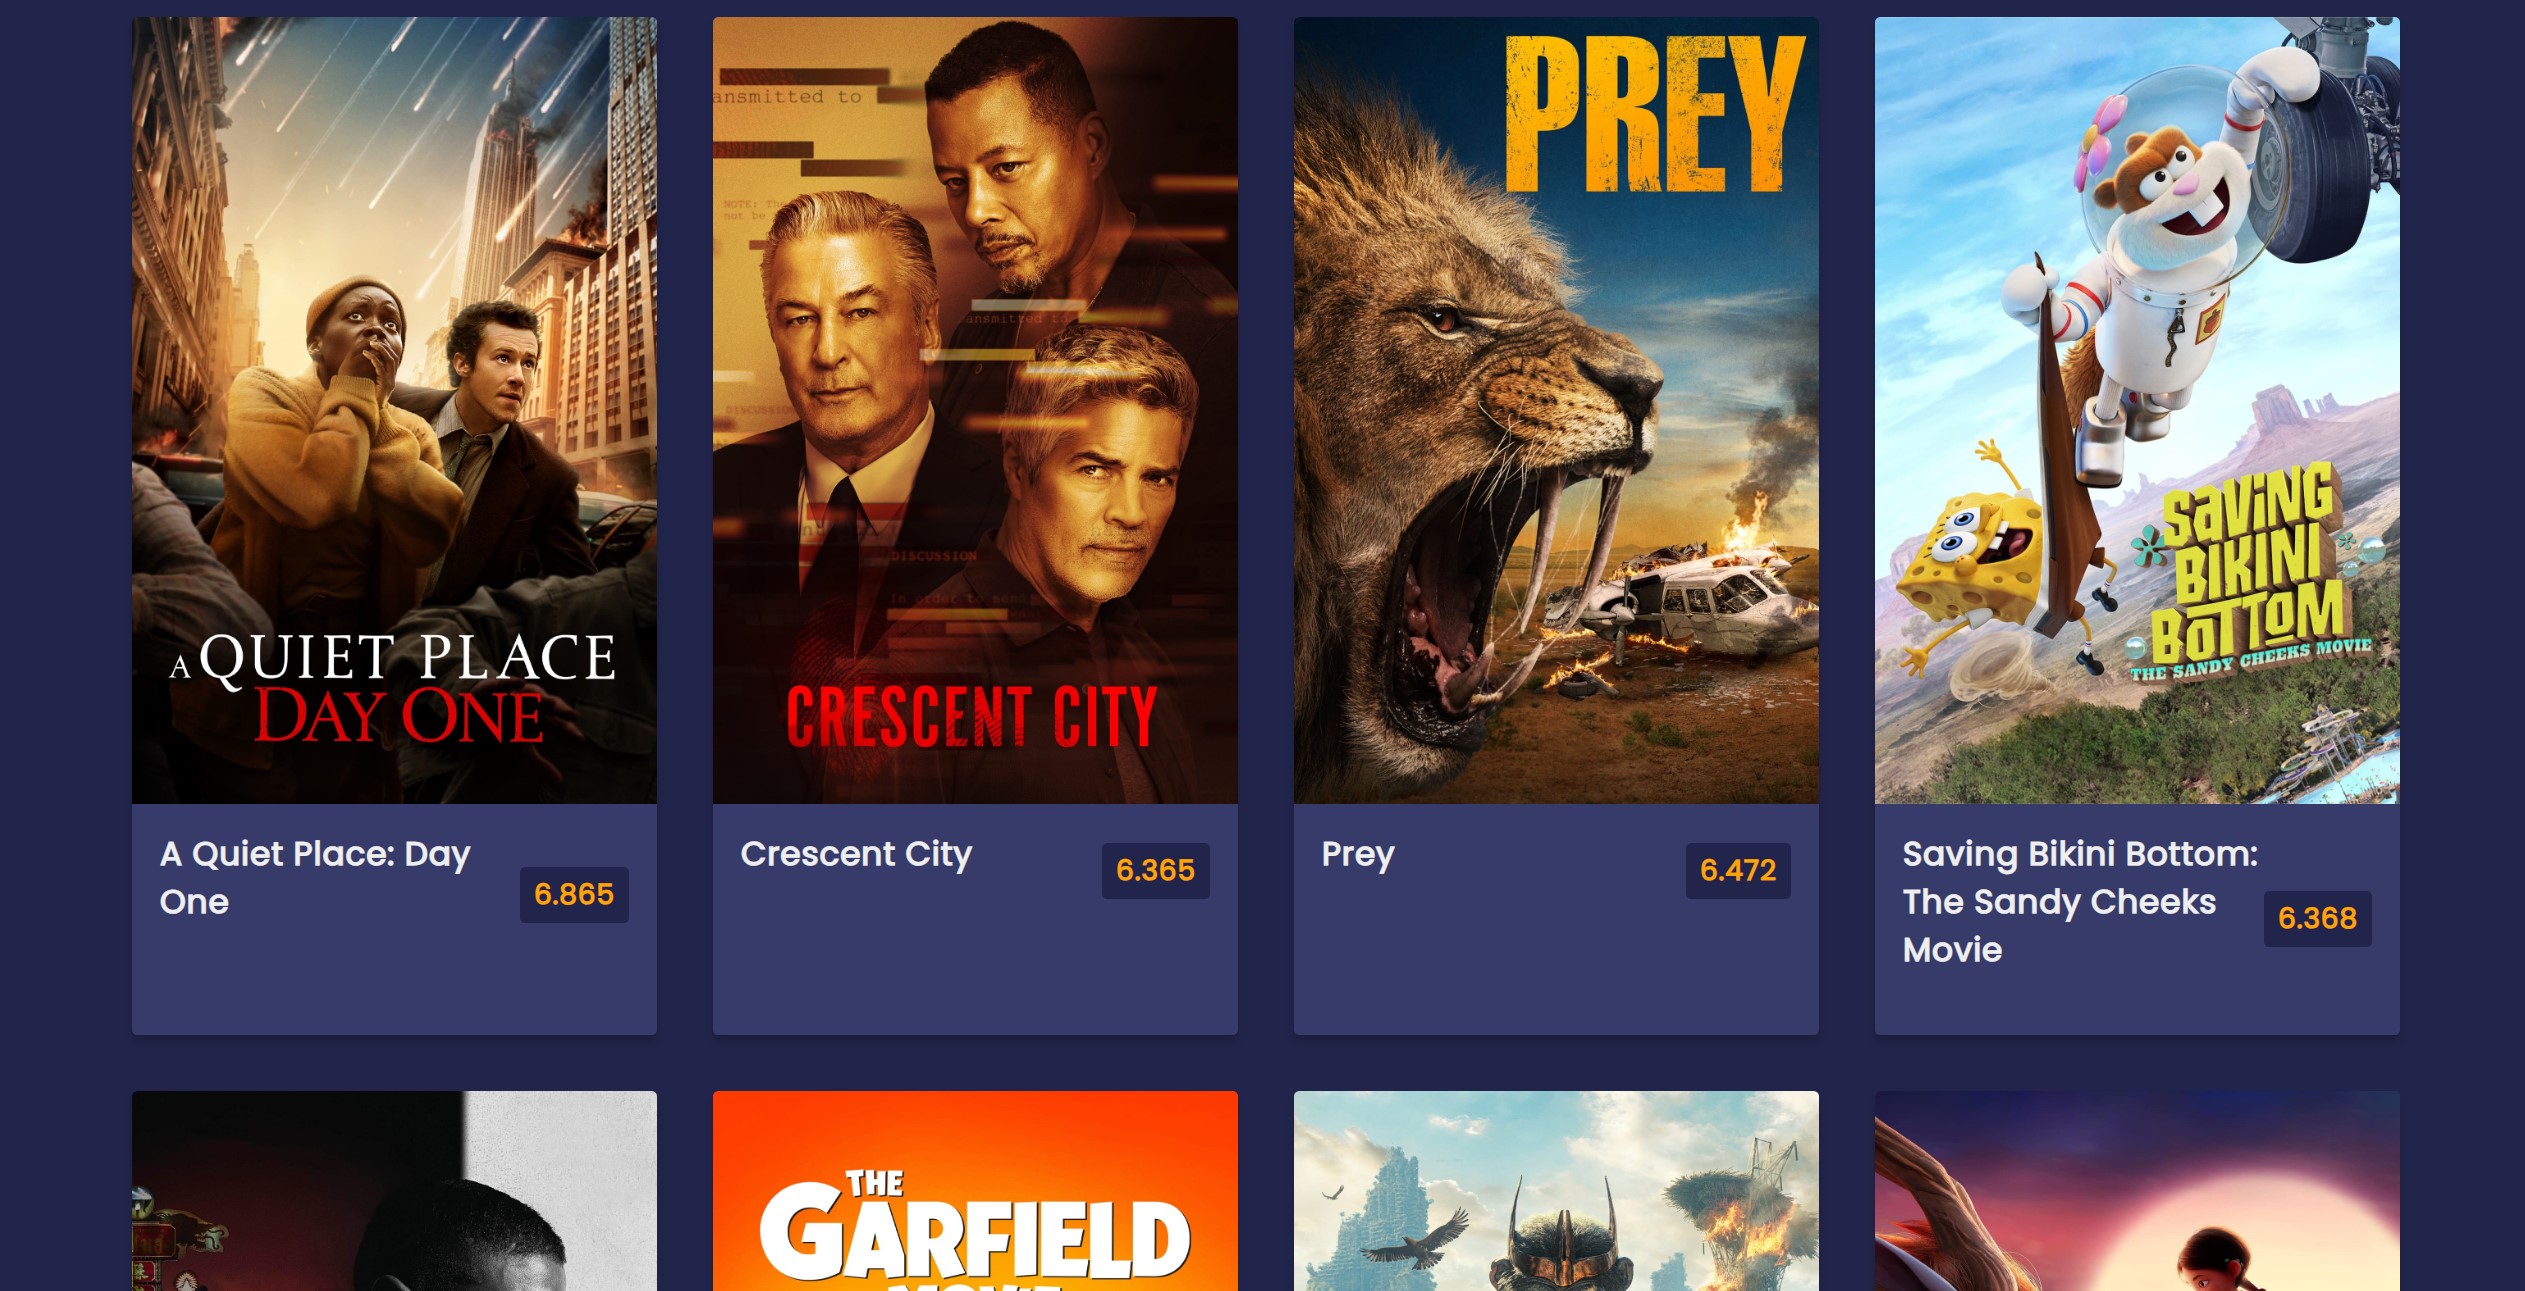 A QUIET PLACE
DAY ONE
ansmitted to
NOTE: The
not be
ansmitted to
DISCUSSION
DISCUSSION
In order to send
CRESCENT CITY
PREY
SAVING
BIKINI
BOTTOM
THE SANDY CHEEKS MOVIE
A Quiet Place: Day
One
6.865
Crescent City
6.365
Prey
6.472
Saving Bikini Bottom:
The Sandy Cheeks
Movie
6.368
THE
GARFIELD
MOVIE